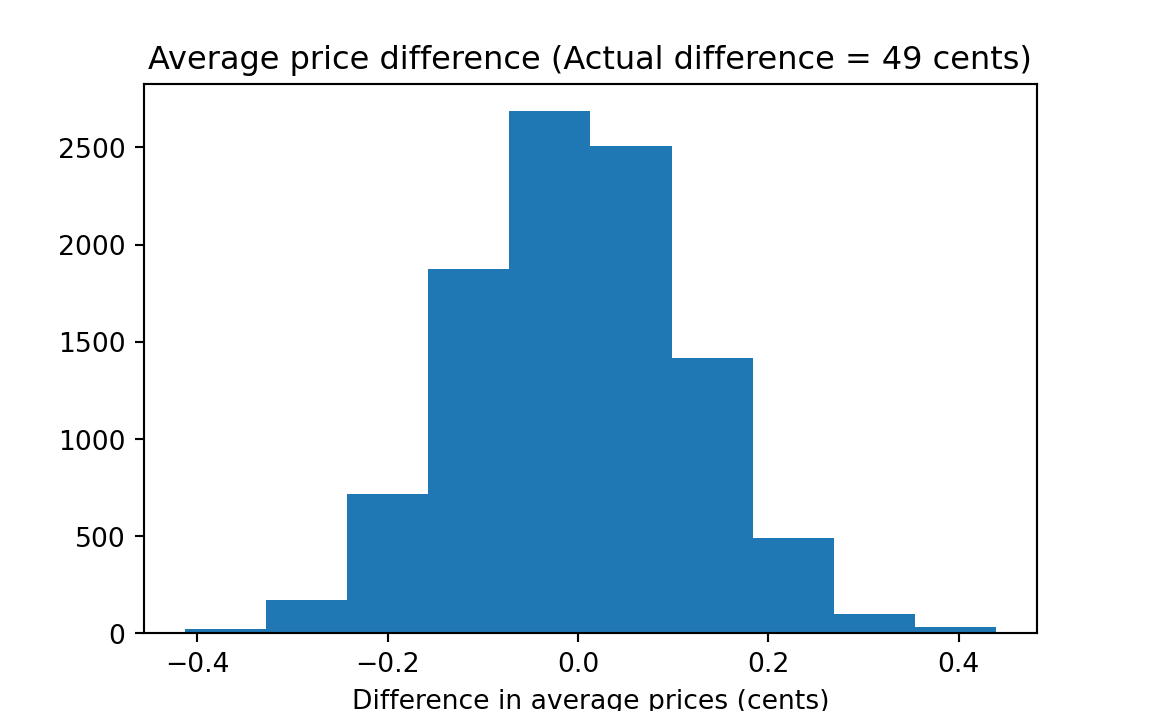 Average price difference (Actual difference = 49 cents)
2500
2000
1500
1000
500
0
−0.4 −0.2 0.0 0.2 0.4
Difference in average prices (cents)